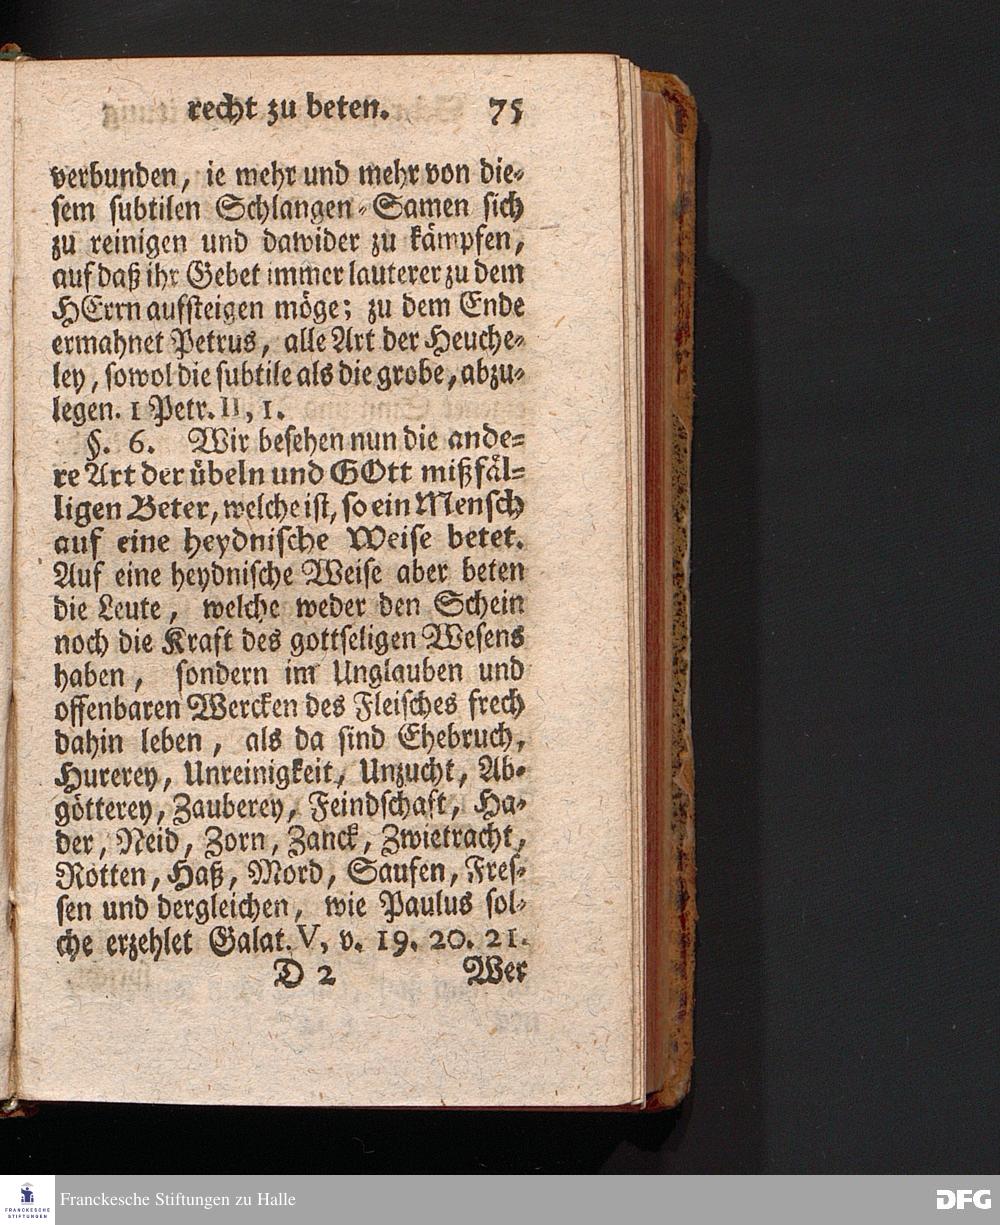 recht zu beten. 75
verbunden, ie mehr und mehr von die-
sem subtilen Schlangen-Samen sich
zu reinigen und dawider zu kämpfen,
auf daß ihr Gebet immer lauterer zu dem
HErrn aufsteigen möge; zu dem Ende
ermahnet Petrus, alle Art der Heuche-
ley, sowol die subtile als die grobe, abzu-
legen. 1 Petr. II, 1.
§. 6. Wir besehen nun die ande-
re Art der übeln und GOtt mißfäl-
ligen Beter, welche ist, so ein Mensch
auf eine heydnische Weise betet.
Auf eine heydnische Weise aber beten
die Leute, welche weder den Schein
noch die Kraft des gottseligen Wesens
haben, sondern im Unglauben und
offenbaren Wercken des Fleisches frech
dahin leben, als da sind Ehebruch,
Hurerey, Unreinigkeit, Unzucht, Ab-
götterey, Zauberey, Feindschaft, Ha-
der, Neid, Zorn, Zanck, Zwietracht,
Rotten, Haß, Mord, Saufen, Fres-
sen und dergleichen, wie Paulus sol-
che erzehlet Galat. V, v. 19. 20. 21.
D 2 Wer
FRANCKESCHE
STIFTUNGEN
Franckesche Stiftungen zu Halle
DFG